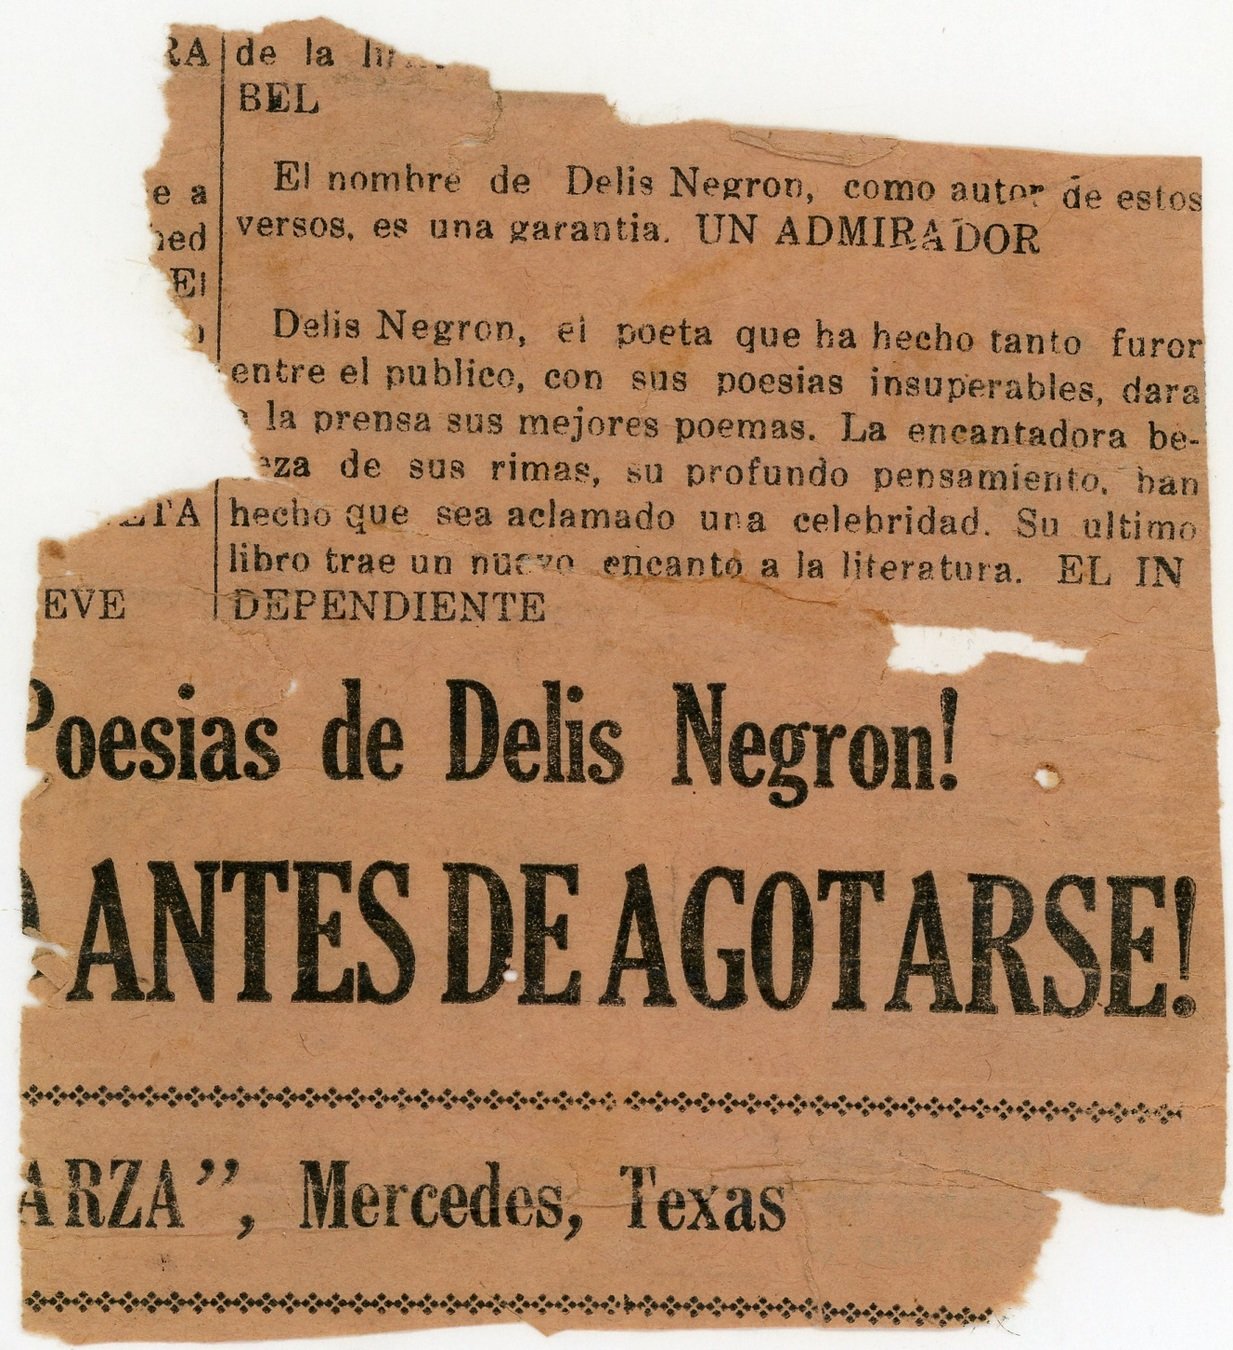 RA
e a
hed
El
ETA
EVE
de la
BEL
El nombre de Delis Negron, como autor de estos
versos, es una garantia. UN ADMIRADOR
Delis Negron, el poeta que ha hecho tanto furor
entre el publico, con sus poesias insuperables, dara
a la prensa sus mejores poemas. La encantadora be-
eza de sus rimas, su profundo pensamiento, han
hecho que sea aclamado una celebridad. Su ultimo
libro trae un nuevo encanto a la literatura. EL IN
DEPENDIENTE
Poesias de Delis Negron!
O ANTES DE AGOTARSE!
ARZA", Mercedes, Texas